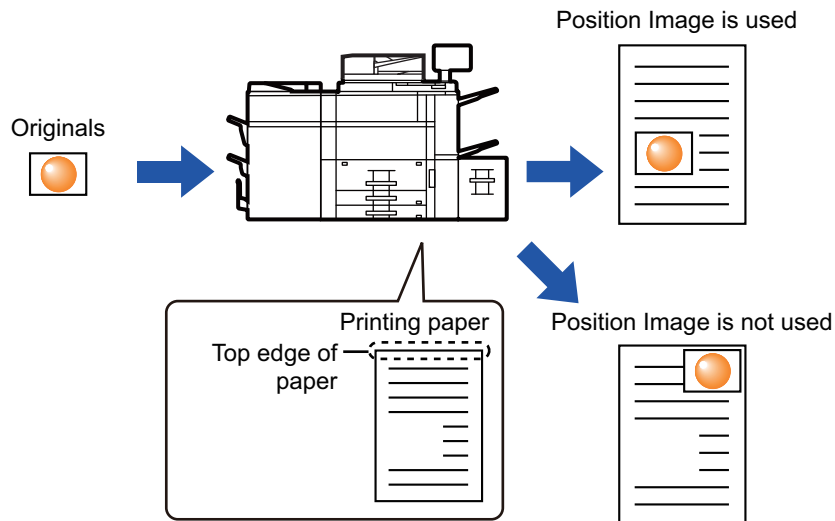 Position Image is used
Originals
Printing paper
Top edge of
paper
Position Image is not used